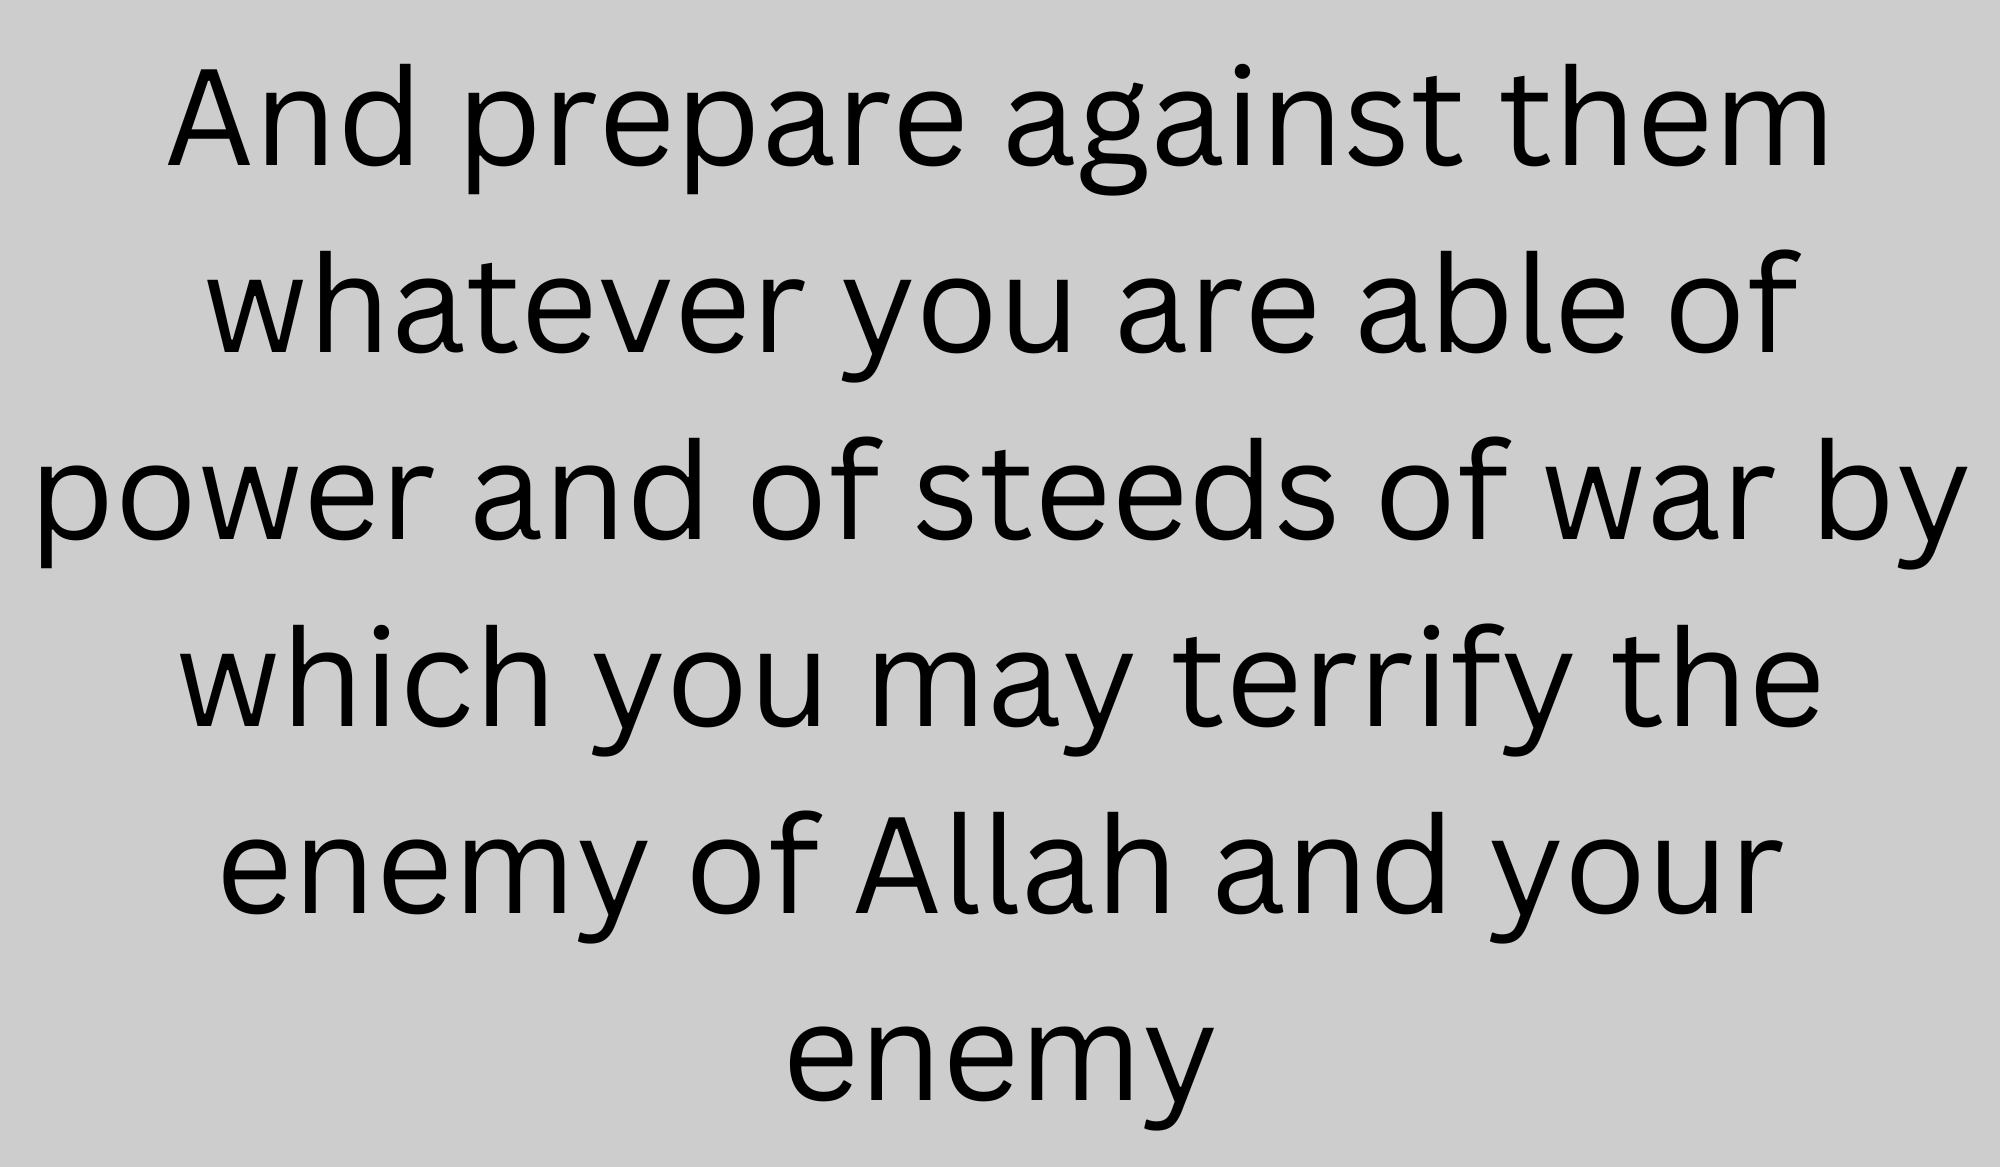 And prepare against them
whatever you are able of
power and of steeds of war by
which you may terrify the
enemy of Allah and your
enemy